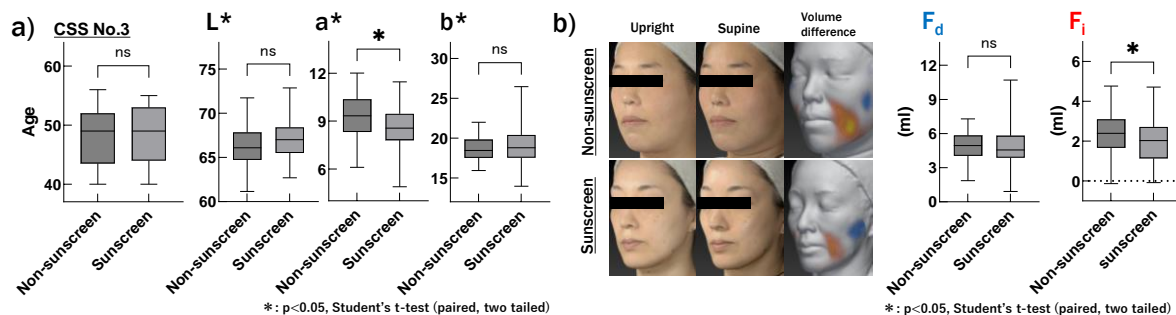 a)
CSS No.3
L*
a*
b*
ns
ns
*
ns
Age
60
50
40
75
70
65
60
12
9
6
30
25
20
15
Non-sunscreen
Sunscreen
Non-sunscreen
Sunscreen
Non-sunscreen
Sunscreen
Non-sunscreen
Sunscreen
*: p<0.05, Student's t-test (paired, two tailed)
b)
Upright
Supine
Volume
difference
Non-sunscreen
Sunscreen
Fd
ns
(ml)
12
9
6
3
0
Non-sunscreen
Sunscreen
Fi
*
(ml)
6
4
2
0
Non-sunscreen
sunscreen
*: p<0.05, Student's t-test (paired, two tailed)